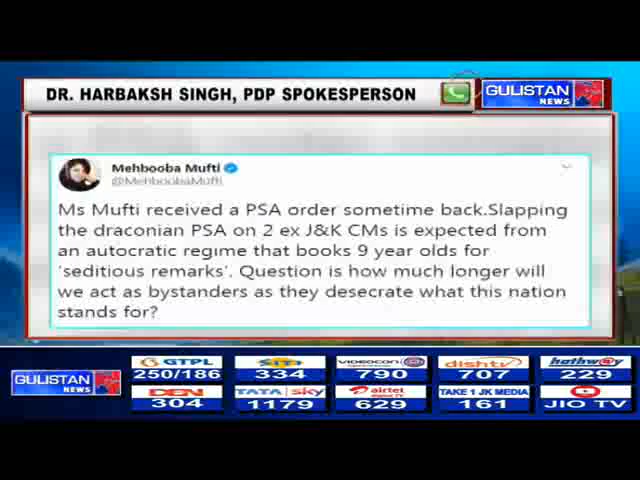 DR. HARBAKSH SINGH, PDP SPOKESPERSON
GULISTAN
NEWS
Mehbooba Mufti
@MehboobaMufti
Ms Mufti received a PSA order sometime back.Slapping
the draconian PSA on 2 ex J&K CMs is expected from
an autocratic regime that books 9 year olds for
'seditious remarks'. Question is how much longer will
we act as bystanders as they desecrate what this nation
stands for?
GULISTAN
NEWS
GTPL
250/186
SITI
334
VIDEOCON
790
dishtv
707
hathway
229
DEN
304
TATA sky
1179
airtel
629
TAKE 1 JK MEDIA
161
JIO TV